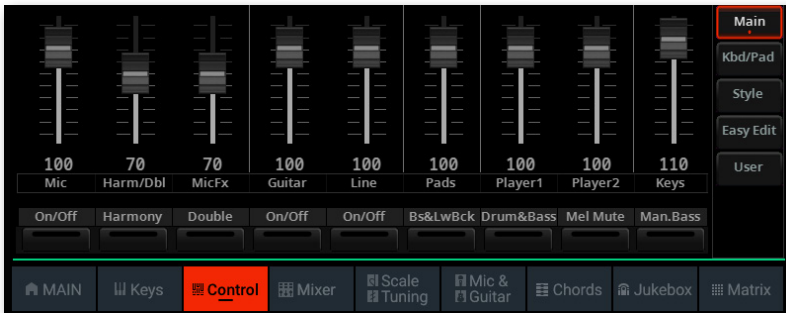 Main
Kbd/Pad
Style
Easy Edit
User
100 70 70 100 100 100 100 100 110
Mic Harm/Dbl MicFx Guitar Line Pads Player1 Player2 Keys
On/Off Harmony Double On/Off On/Off Bs&LwBck Drum&Bass Mel Mute Man.Bass
MAIN Keys Control Mixer Scale Tuning Mic & Guitar Chords Jukebox Matrix